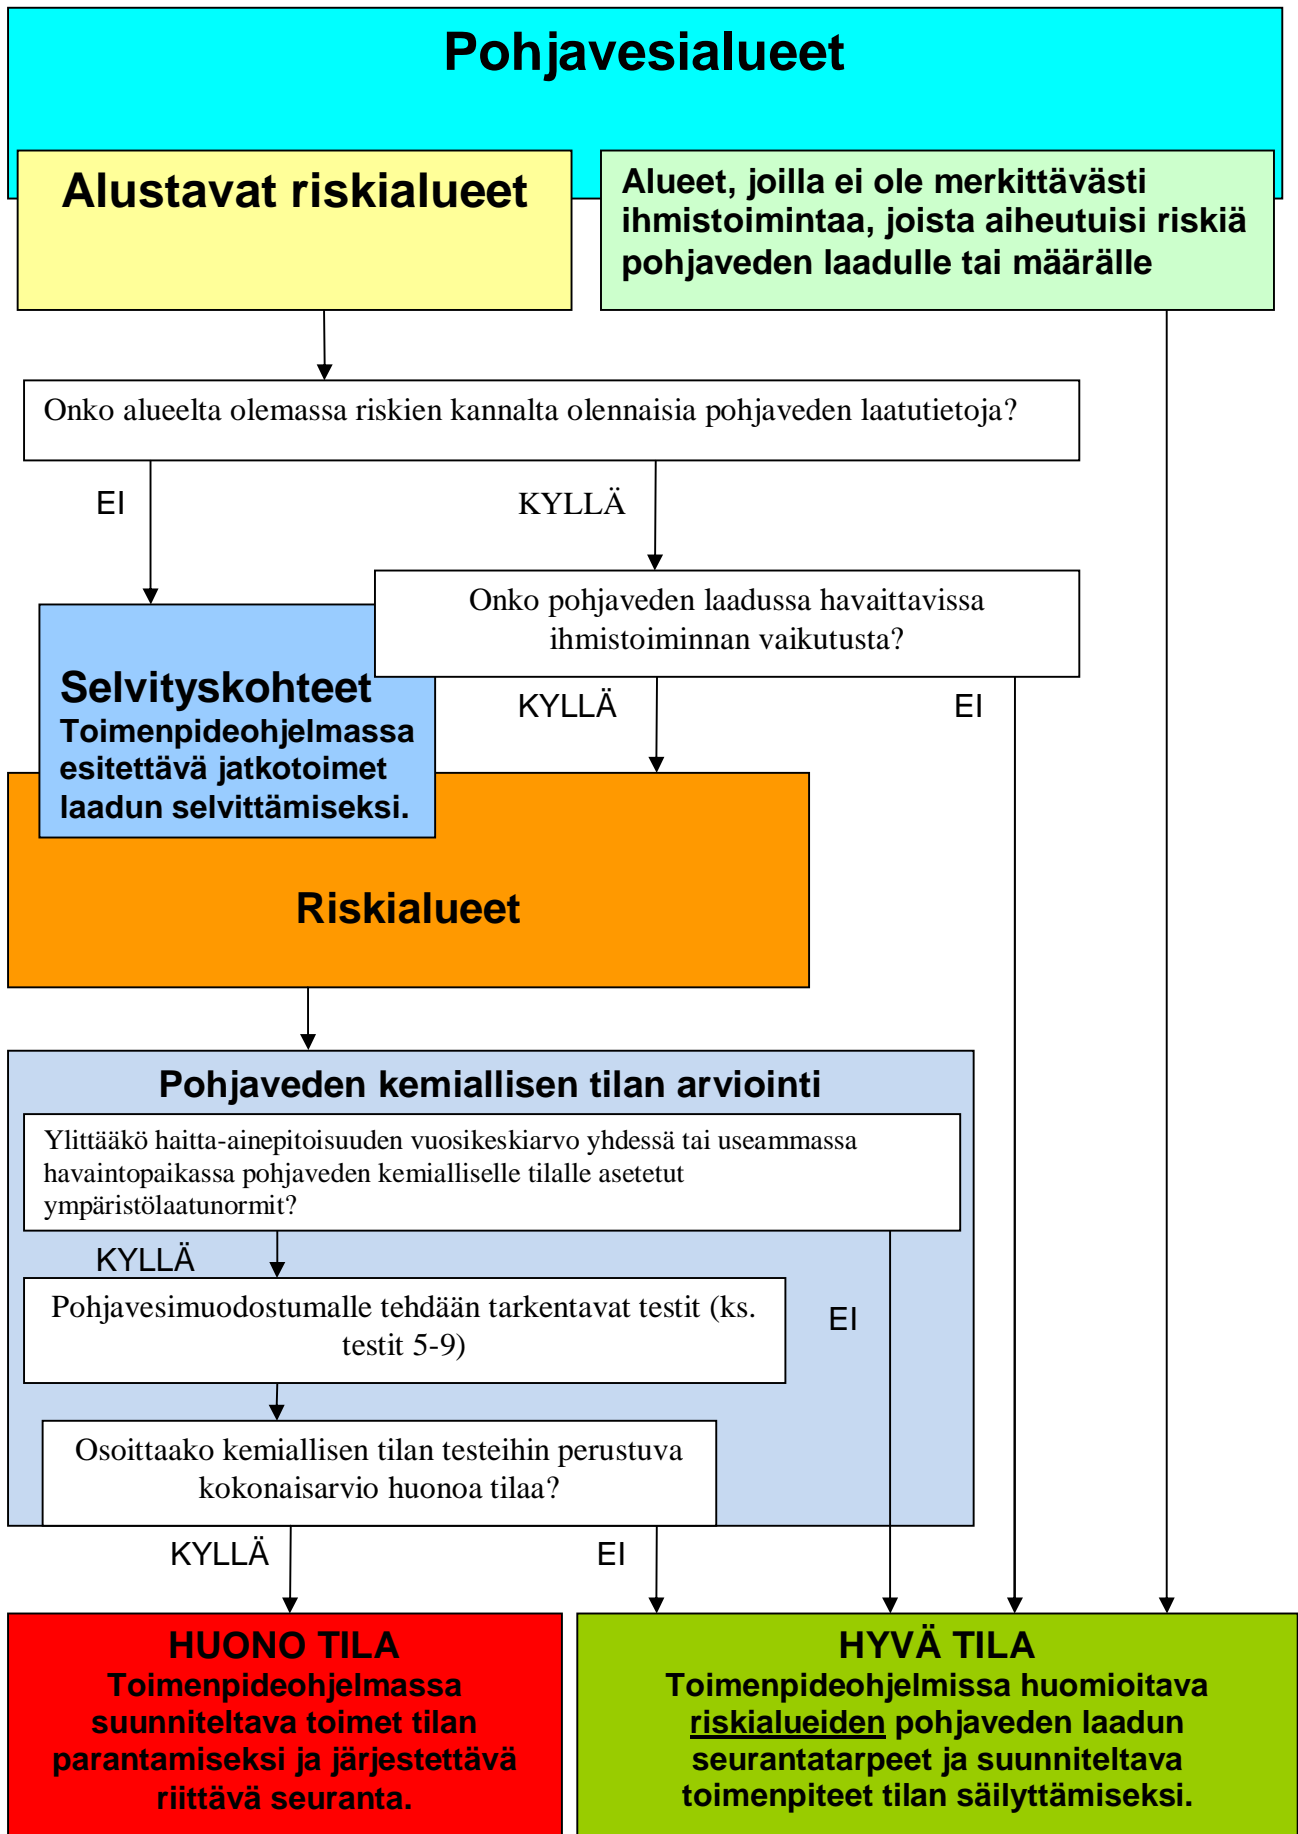 Pohjavesialueet
Alustavat riskialueet
Alueet, joilla ei ole merkittävästi
ihmistoimintaa, joista aiheutuisi riskiä
pohjaveden laadulle tai määrälle
Onko alueelta olemassa riskien kannalta olennaisia pohjaveden laatutietoja?
EI
KYLLÄ
Onko pohjaveden laadussa havaittavissa
ihmistoiminnan vaikutusta?
Selvityskohteet
Toimenpideohjelmassa
esitettävä jatkotoimet
laadun selvittämiseksi.
KYLLÄ
EI
Riskialueet
Pohjaveden kemiallisen tilan arviointi
Ylittääkö haitta-ainepitoisuuden vuosikeskiarvo yhdessä tai useammassa
havaintopaikassa pohjaveden kemialliselle tilalle asetetut
ympäristölaatunormit?
KYLLÄ
EI
Pohjavesimuodostumalle tehdään tarkentavat testit (ks.
testit 5-9)
Osoittaako kemiallisen tilan testeihin perustuva
kokonaisarvio huonoa tilaa?
KYLLÄ
EI
HUONO TILA
Toimenpideohjelmassa
suunniteltava toimet tilan
parantamiseksi ja järjestettävä
riittävä seuranta.
HYVÄ TILA
Toimenpideohjelmissa huomioitava
riskialueiden pohjaveden laadun
seurantatarpeet ja suunniteltava
toimenpiteet tilan säilyttämiseksi.